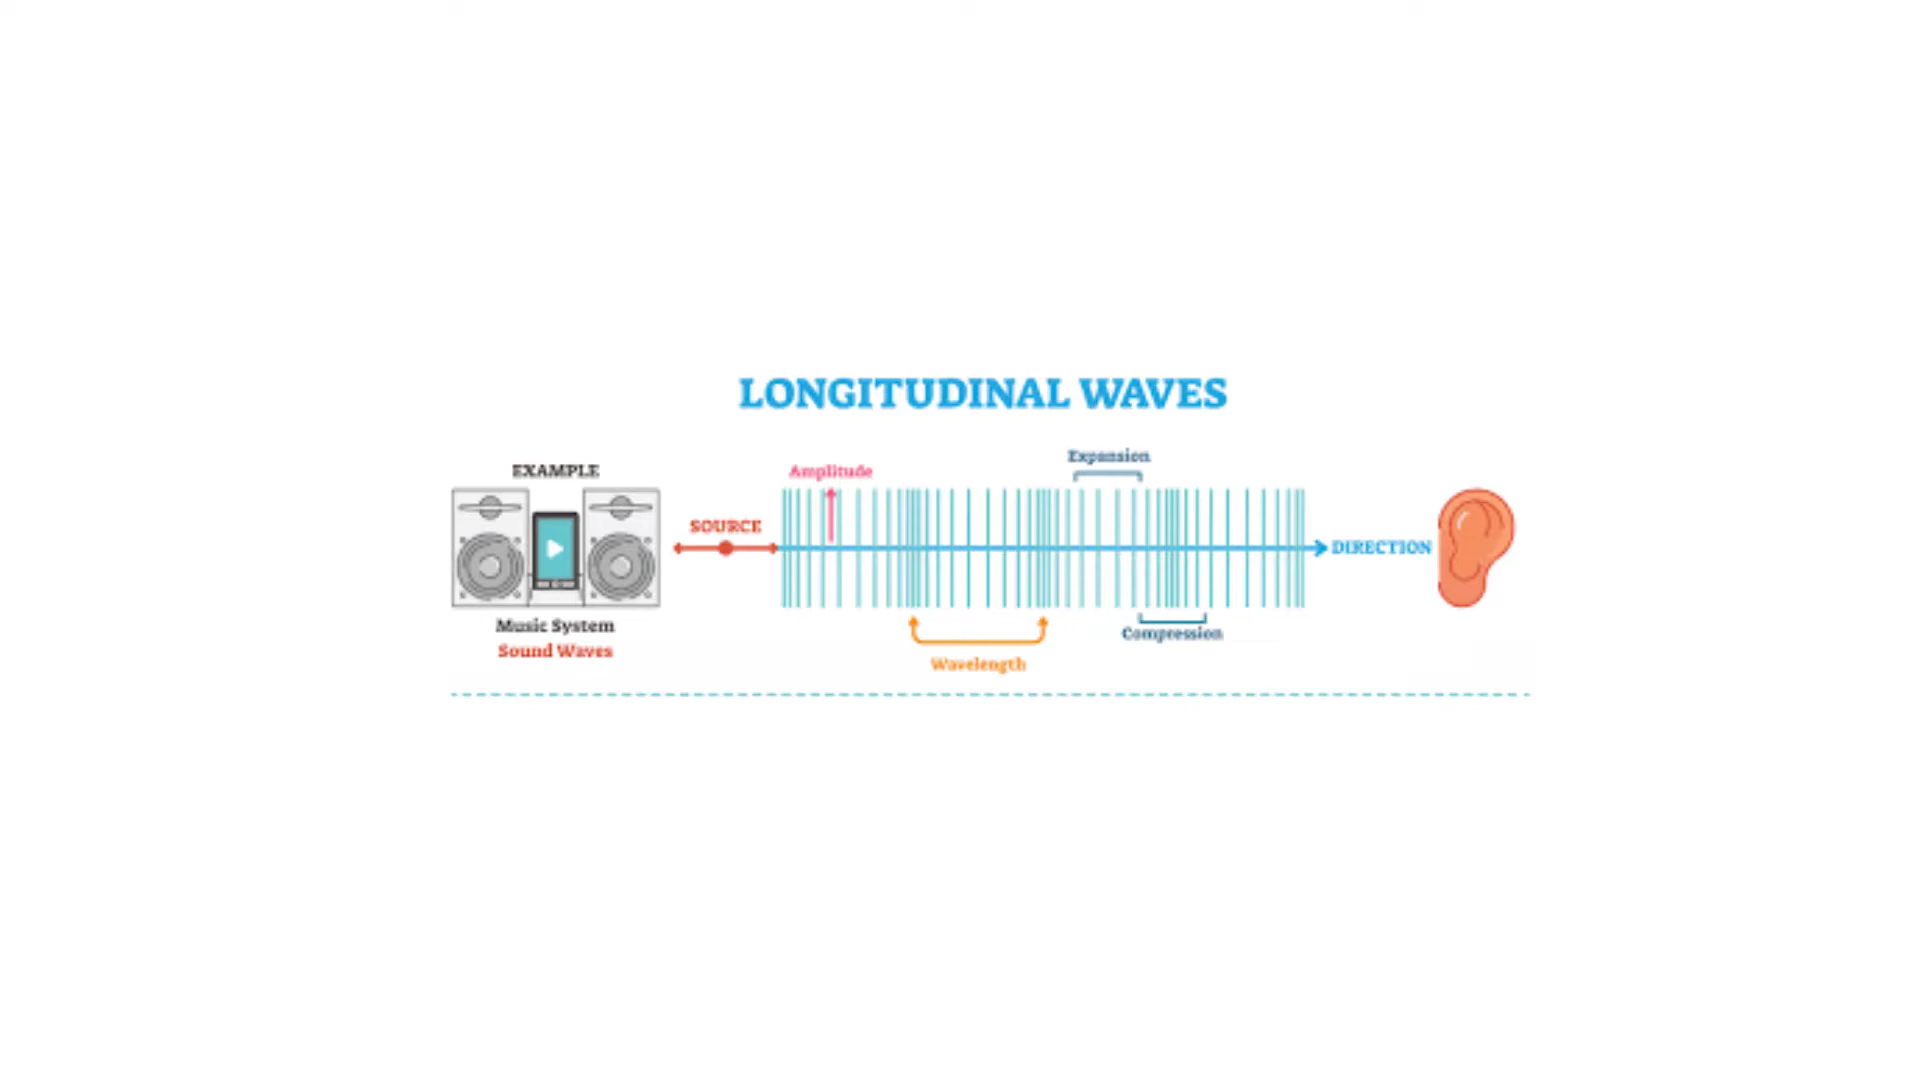 LONGITUDINAL WAVES
EXAMPLE
Music System
Sound Waves
SOURCE
Amplitude
Wavelength
Expansion
Compression
DIRECTION